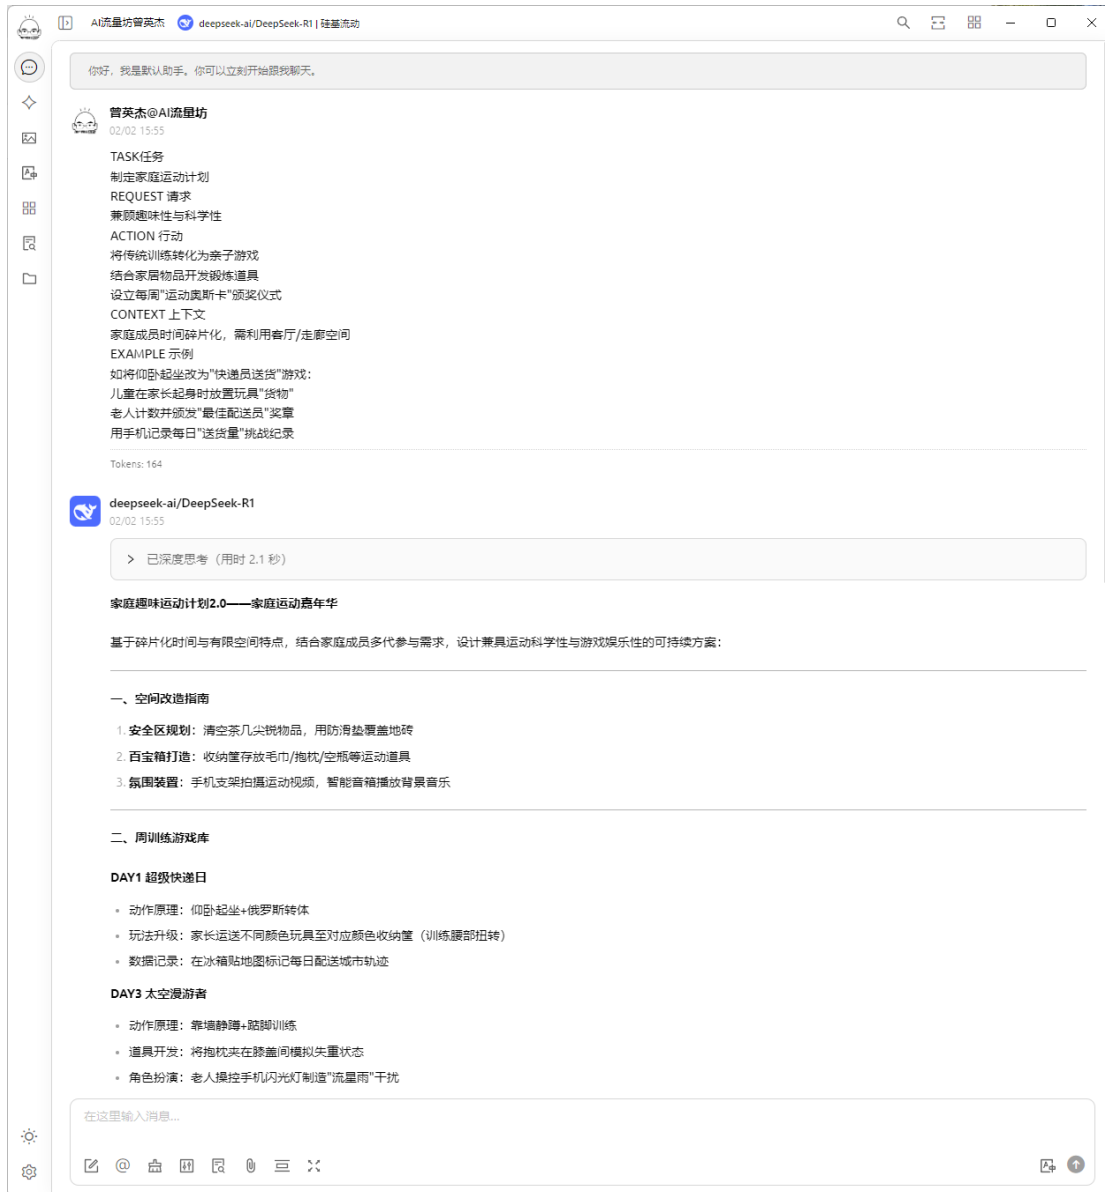 AI流量坊曾英杰 deepseek-ai/DeepSeek-R1 | 硅基流动
你好，我是默认助手。你可以立刻开始跟我聊天。
曾英杰@AI流量坊
02/02 15:55
TASK任务
制定家庭运动计划
REQUEST 请求
兼顾趣味性与科学性
ACTION 行动
将传统训练转化为亲子游戏
结合家居物品开发锻炼道具
设立每周"运动奥斯卡"颁奖仪式
CONTEXT 上下文
家庭成员时间碎片化，需利用客厅/走廊空间
EXAMPLE 示例
如将仰卧起坐改为"快递员送货"游戏：
儿童在家长起身时放置玩具"货物"
老人计数并颁发"最佳配送员"奖章
用手机记录每日"送货量"挑战纪录
Tokens: 164
deepseek-ai/DeepSeek-R1
02/02 15:55
已深度思考（用时 2.1 秒）
家庭趣味运动计划2.0——家庭运动嘉年华
基于碎片化时间与有限空间特点，结合家庭成员多代参与需求，设计兼具运动科学性与游戏娱乐性的可持续方案：
一、空间改造指南
1. 安全区规划：清空茶几尖锐物品，用防滑垫覆盖地砖
2. 百宝箱打造：收纳筐存放毛巾/抱枕/空瓶等运动道具
3. 氛围装置：手机支架拍摄运动视频，智能音箱播放背景音乐
二、周训练游戏库
DAY1 超级快递日
• 动作原理：仰卧起坐+俄罗斯转体
• 玩法升级：家长运送不同颜色玩具至对应颜色收纳筐（训练腰部扭转）
• 数据记录：在冰箱贴地图标记每日配送城市轨迹
DAY3 太空漫游者
• 动作原理：靠墙静蹲+踮脚训练
• 道具开发：将抱枕夹在膝盖间模拟失重状态
• 角色扮演：老人操控手机闪光灯制造"流星雨"干扰
在这里输入消息...